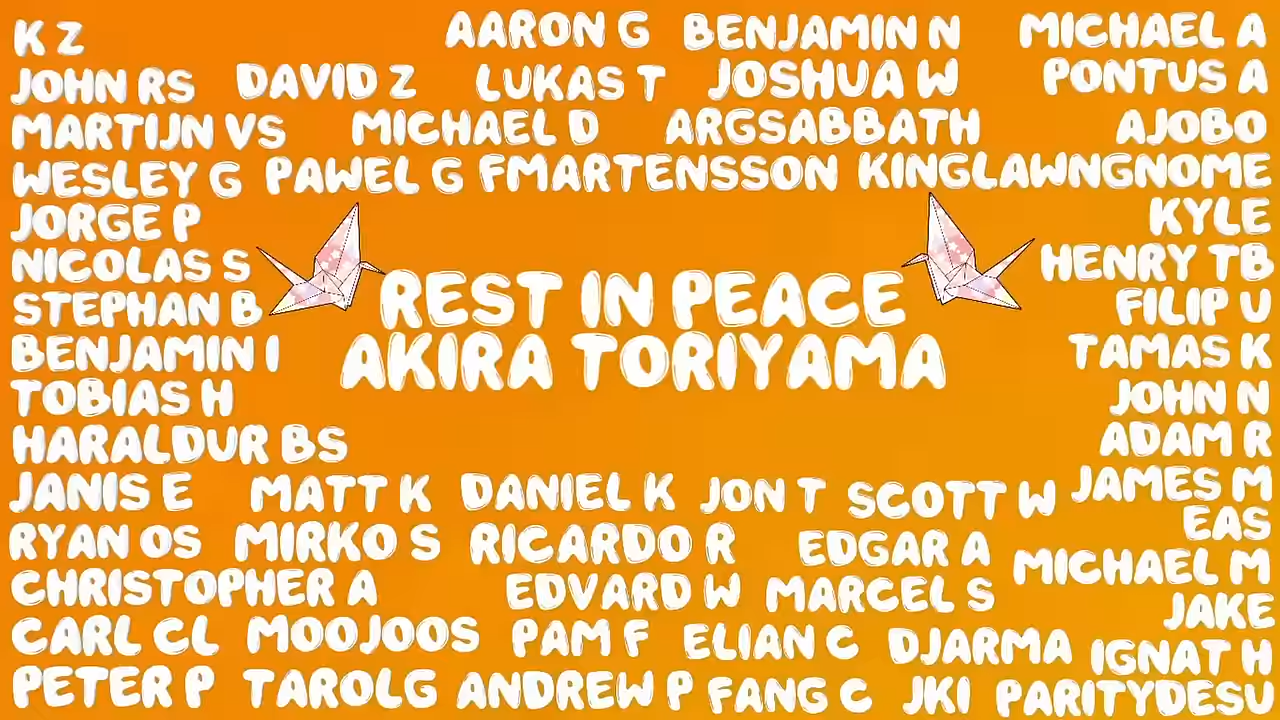 K Z AARON G BENJAMIN N MICHAEL A
JOHN RS DAVID Z LUKAS T JOSHUA W PONTUS A
MARTIJN VS MICHAEL D ARGSABBATH AJOBO
WESLEY G PAWEL G FMARTENSSON KINGLAWNGNOME
JORGE P KYLE
NICOLAS S HENRY TB
STEPHAN B REST IN PEACE FILIP U
BENJAMIN I AKIRA TORIYAMA TAMAS K
TOBIAS H JOHN N
HARALDUR BS ADAM R
JANIS E MATT K DANIEL K JON T SCOTT W JAMES M
EAS
RYAN OS MIRKO S RICARDO R EDGAR A MICHAEL M
CHRISTOPHER A EDVARD W MARCEL S JAKE
CARL CL MOOJOOS PAM F ELIAN C DJARMA IGNAT H
PETER P TAROLG ANDREW P FANG C JKI PARITYDESU